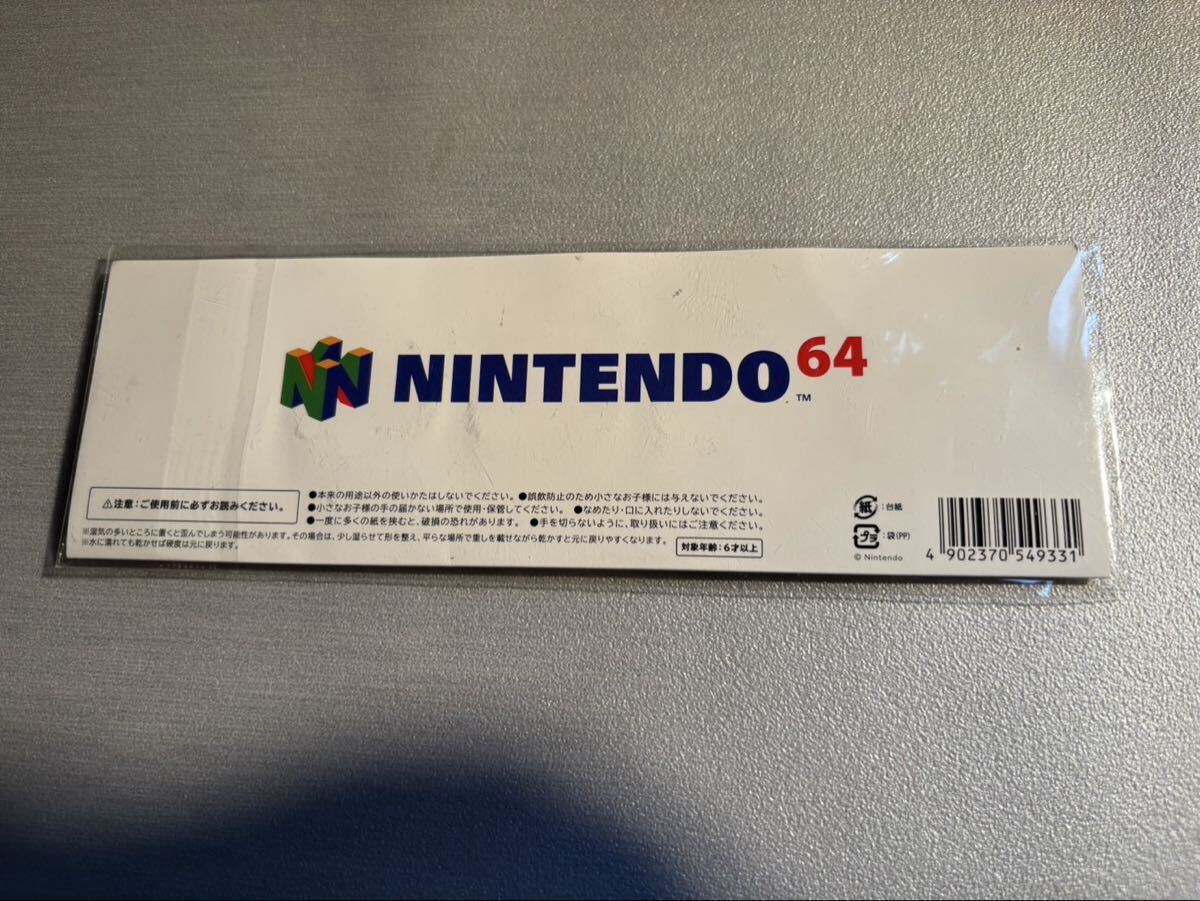 NINTENDO 64
TM
⚠注意：ご使用前に必ずお読みください。
●本来の用途以外の使いかたはしないでください。●誤飲防止のため小さなお子様には与えないでください。
●小さなお子様の手の届かない場所で使用・保管してください。 ●なめたり・口に入れたりしないでください。
●一度に多くの紙を挟むと、破損の恐れがあります。 ●手を切らないように、取り扱いにはご注意ください。
※湿気の多いところに置くと歪んでしまう可能性があります。その場合は、少し湿らせて形を整え、平らな場所で重しを載せながら乾かすと元に戻りやすくなります。
※水に濡れても乾かせば硬度は元に戻ります。
対象年齢：6才以上
紙：台紙
プラ：袋(PP)
© Nintendo
4 902370 549331